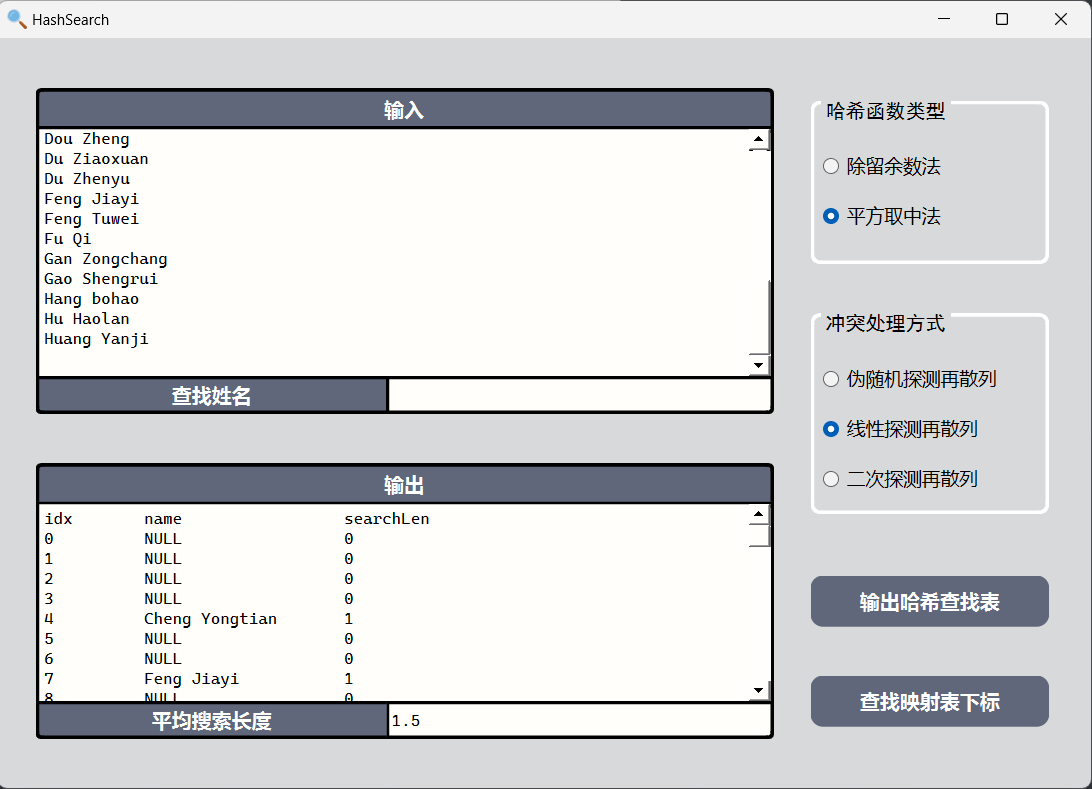 HashSearch
输入
Dou Zheng
Du Ziaoxuan
Du Zhenyu
Feng Jiayi
Feng Tuwei
Fu Qi
Gan Zongchang
Gao Shengrui
Hang bohao
Hu Haolan
Huang Yanji
查找姓名
输出
idx name searchLen
0 NULL 0
1 NULL 0
2 NULL 0
3 NULL 0
4 Cheng Yongtian 1
5 NULL 0
6 NULL 0
7 Feng Jiayi 1
8 NULL 0
平均搜索长度 1.5
哈希函数类型
除留余数法
平方取中法
冲突处理方式
伪随机探测再散列
线性探测再散列
二次探测再散列
输出哈希查找表
查找映射表下标